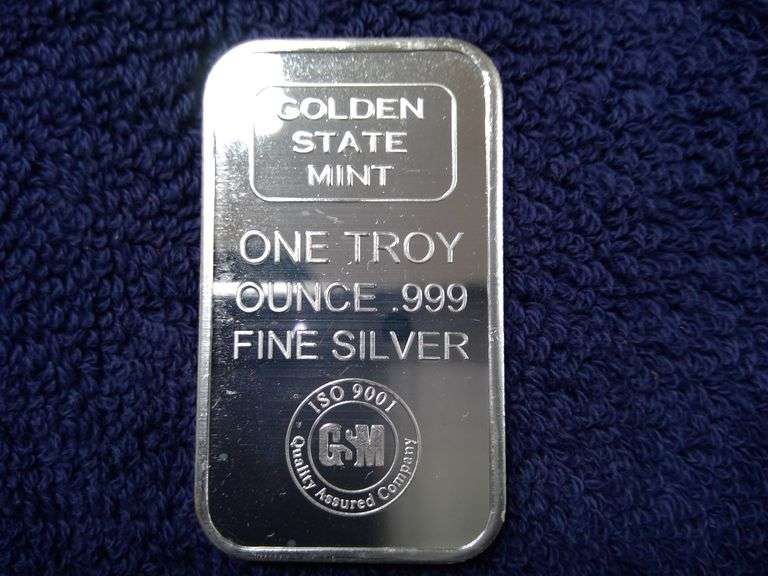 GOLDEN
STATE
MINT
ONE TROY
OUNCE .999
FINE SILVER
ISO 9001
GSM
Quality Assured Company